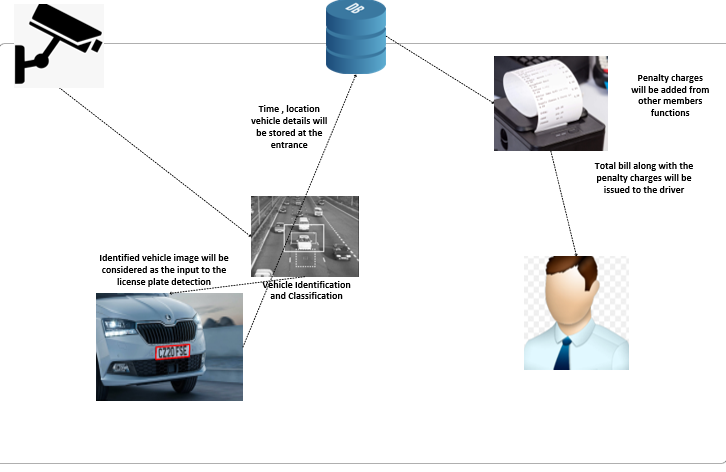 DB
Penalty charges
will be added from
other members
functions
Time , location
vehicle details will
be stored at the
entrance
Total bill along with the
penalty charges will be
issued to the driver
Identified vehicle image will be
considered as the input to the
license plate detection
Vehicle Identification
and Classification
C220 FSE